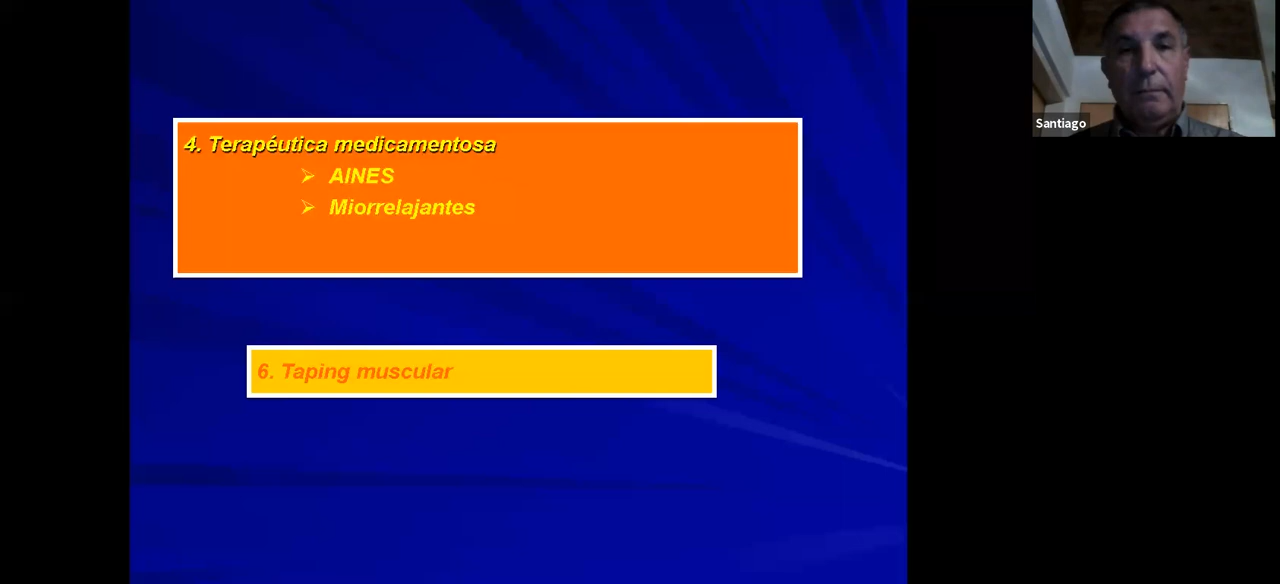 4. Terapéutica medicamentosa
➢ AINES
➢ Miorrelajantes
6. Taping muscular
Santiago